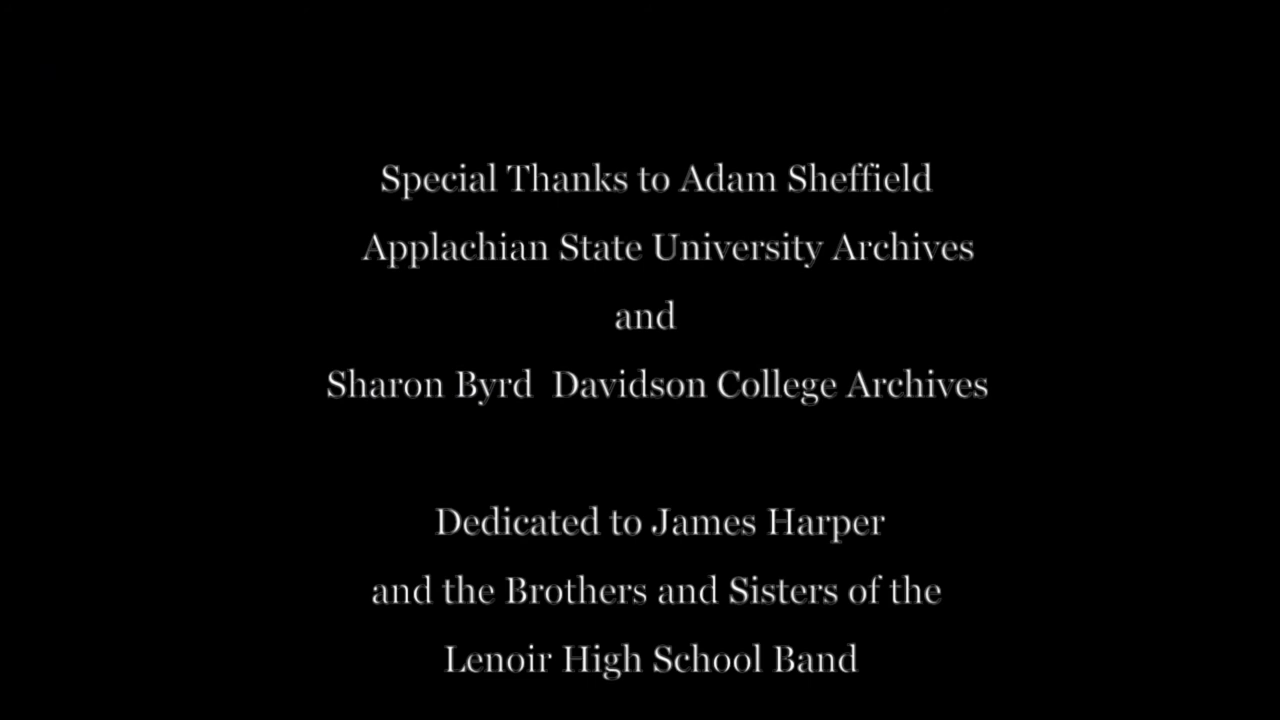 Special Thanks to Adam Sheffield
Applachian State University Archives
and
Sharon Byrd Davidson College Archives
Dedicated to James Harper
and the Brothers and Sisters of the
Lenoir High School Band